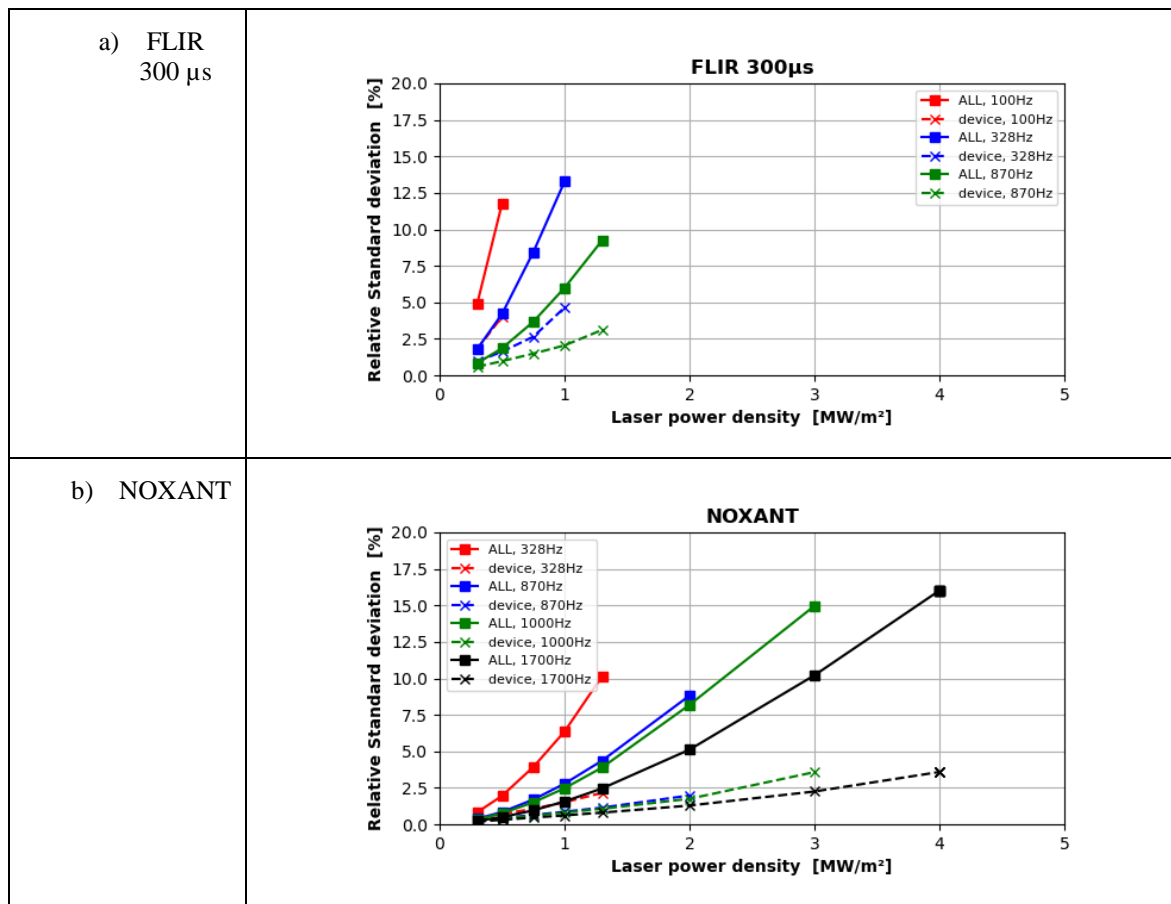 a) FLIR
300 µs
FLIR 300µs
Relative Standard deviation [%]
20.0
17.5
15.0
12.5
10.0
7.5
5.0
2.5
0.0
ALL, 100Hz
device, 100Hz
ALL, 328Hz
device, 328Hz
ALL, 870Hz
device, 870Hz
0 1 2 3 4 5
Laser power density [MW/m²]
b) NOXANT
NOXANT
Relative Standard deviation [%]
20.0
17.5
15.0
12.5
10.0
7.5
5.0
2.5
0.0
ALL, 328Hz
device, 328Hz
ALL, 870Hz
device, 870Hz
ALL, 1000Hz
device, 1000Hz
ALL, 1700Hz
device, 1700Hz
0 1 2 3 4 5
Laser power density [MW/m²]